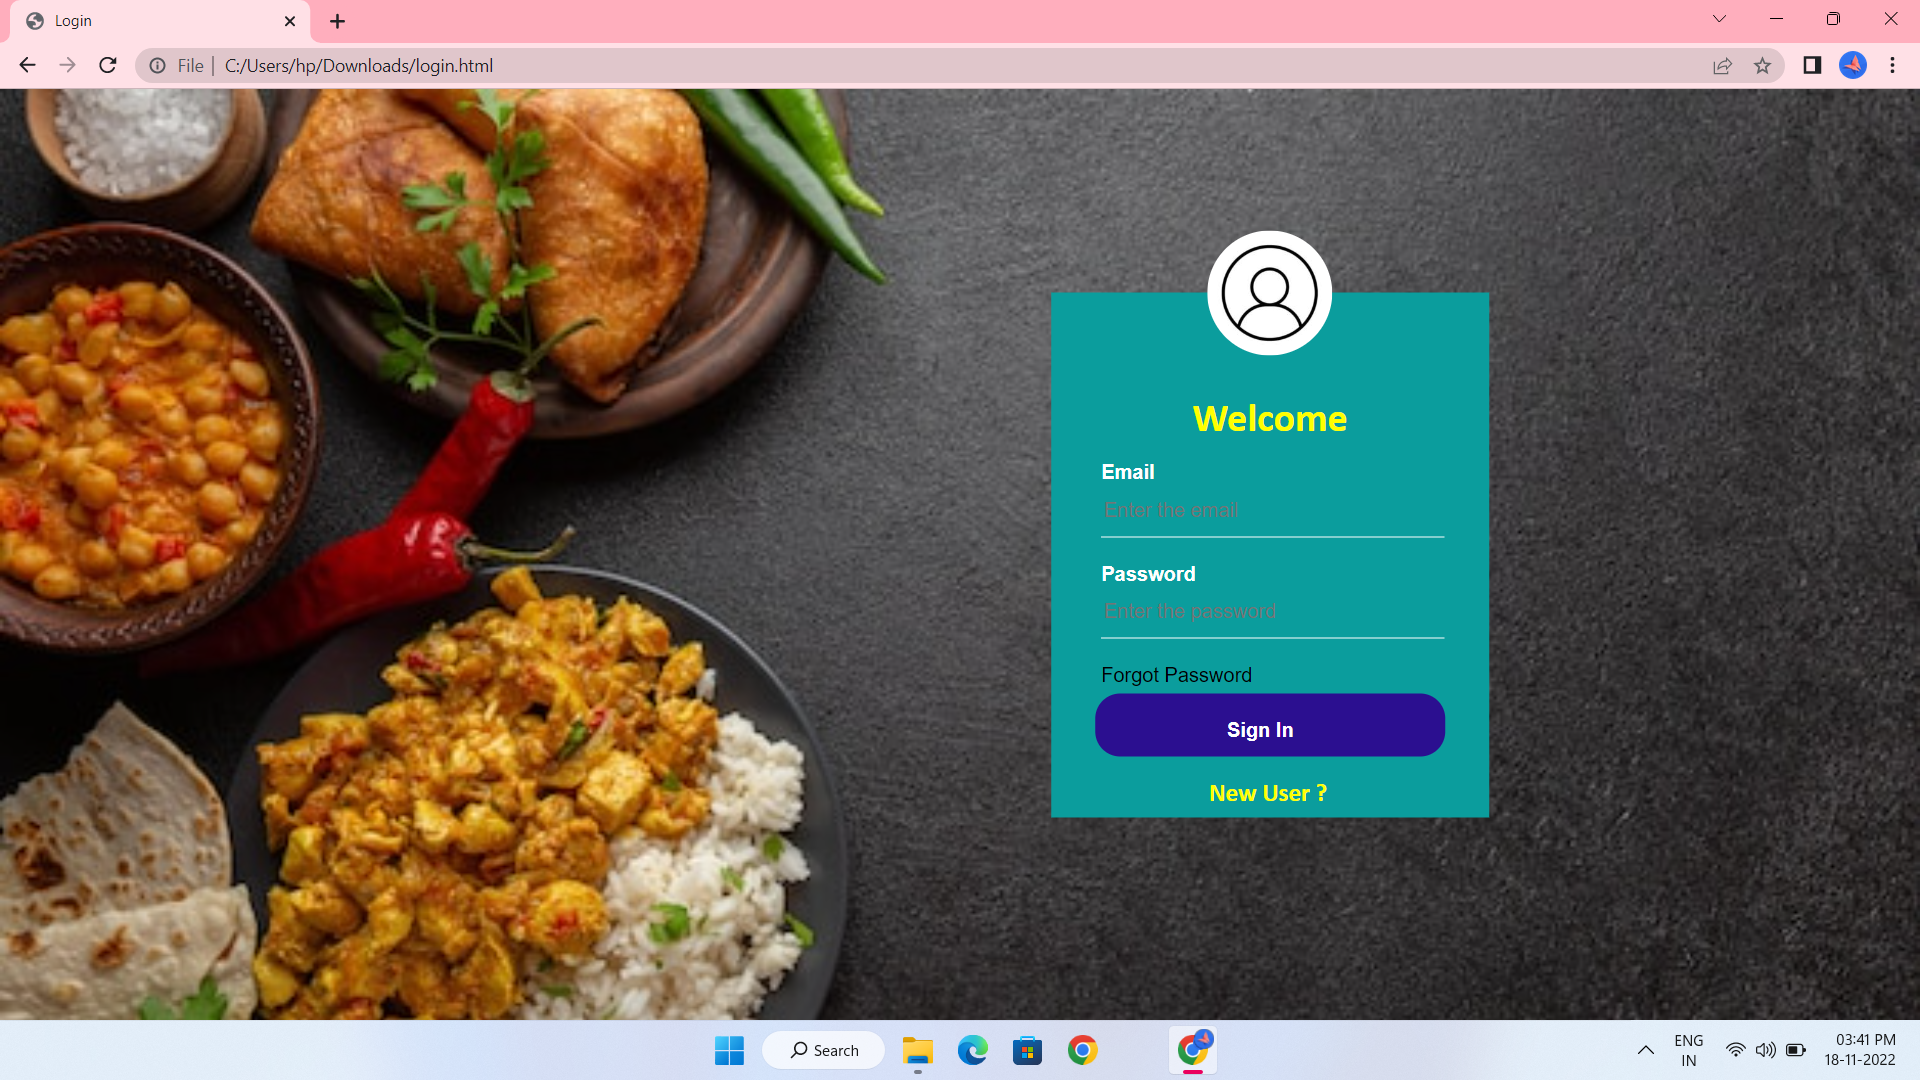 Login
File | C:/Users/hp/Downloads/login.html
Welcome
Email
Enter the email
Password
Enter the password
Forgot Password
Sign In
New User ?
Search
ENG
IN
03:41 PM
18-11-2022